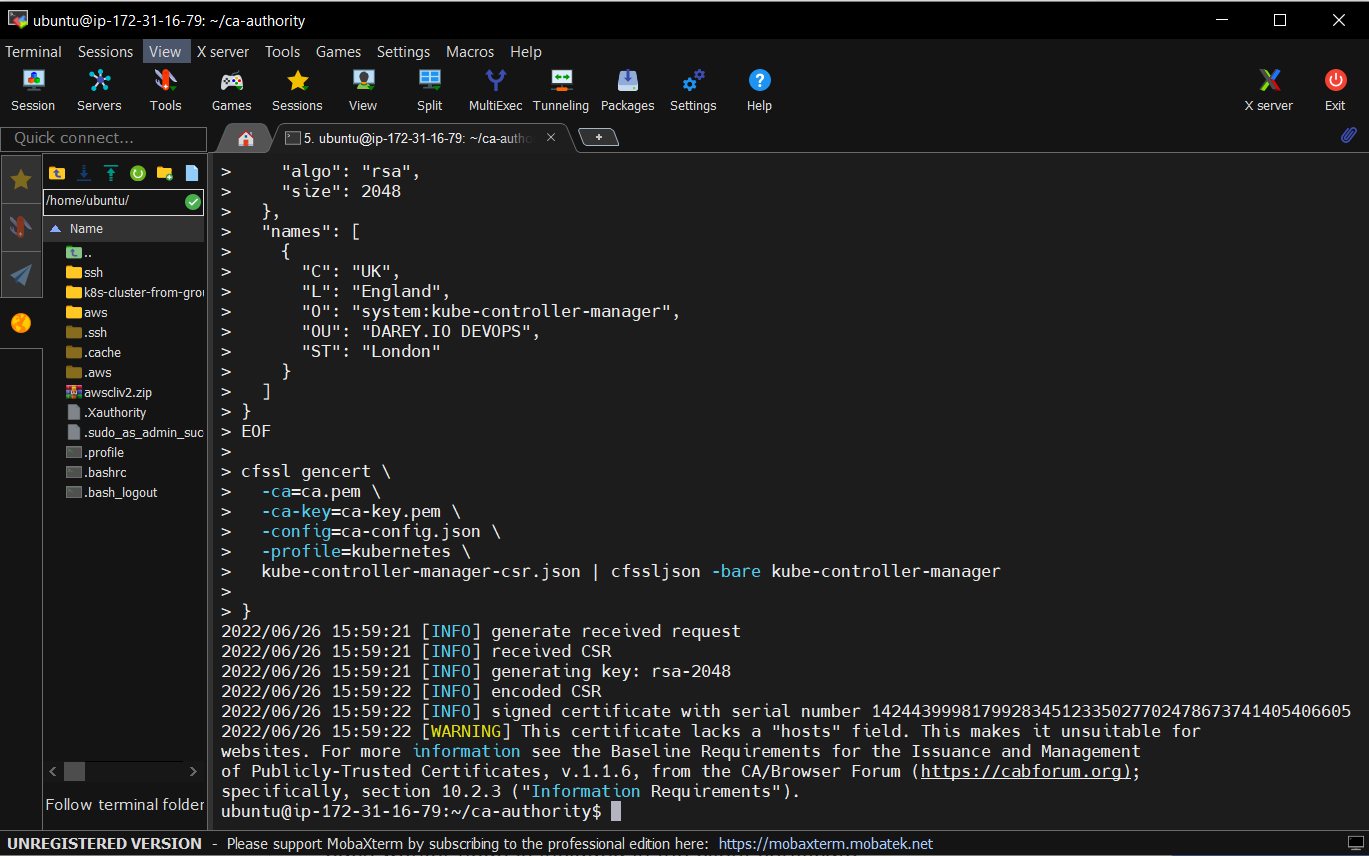 ubuntu@ip-172-31-16-79: ~/ca-authority
Terminal Sessions View X server Tools Games Settings Macros Help
Session Servers Tools Games Sessions View Split MultiExec Tunneling Packages Settings Help X server Exit
Quick connect...
5. ubuntu@ip-172-31-16-79: ~/ca-autho
/home/ubuntu/
Name
..
ssh
k8s-cluster-from-grou
aws
.ssh
.cache
.aws
awscliv2.zip
.Xauthority
.sudo_as_admin_suc
.profile
.bashrc
.bash_logout
Follow terminal folder
>     "algo": "rsa",
>     "size": 2048
>   },
>   "names": [
>     {
>       "C": "UK",
>       "L": "England",
>       "O": "system:kube-controller-manager",
>       "OU": "DAREY.IO DEVOPS",
>       "ST": "London"
>     }
>   ]
> }
> EOF
>
> cfssl gencert \
>   -ca=ca.pem \
>   -ca-key=ca-key.pem \
>   -config=ca-config.json \
>   -profile=kubernetes \
>   kube-controller-manager-csr.json | cfssljson -bare kube-controller-manager
>
> }
2022/06/26 15:59:21 [INFO] generate received request
2022/06/26 15:59:21 [INFO] received CSR
2022/06/26 15:59:21 [INFO] generating key: rsa-2048
2022/06/26 15:59:22 [INFO] encoded CSR
2022/06/26 15:59:22 [INFO] signed certificate with serial number 142443999817992834512335027702478673741405406605
2022/06/26 15:59:22 [WARNING] This certificate lacks a "hosts" field. This makes it unsuitable for
websites. For more information see the Baseline Requirements for the Issuance and Management
of Publicly-Trusted Certificates, v.1.1.6, from the CA/Browser Forum (https://cabforum.org);
specifically, section 10.2.3 ("Information Requirements").
ubuntu@ip-172-31-16-79:~/ca-authority$
UNREGISTERED VERSION - Please support MobaXterm by subscribing to the professional edition here: https://mobaxterm.mobatek.net